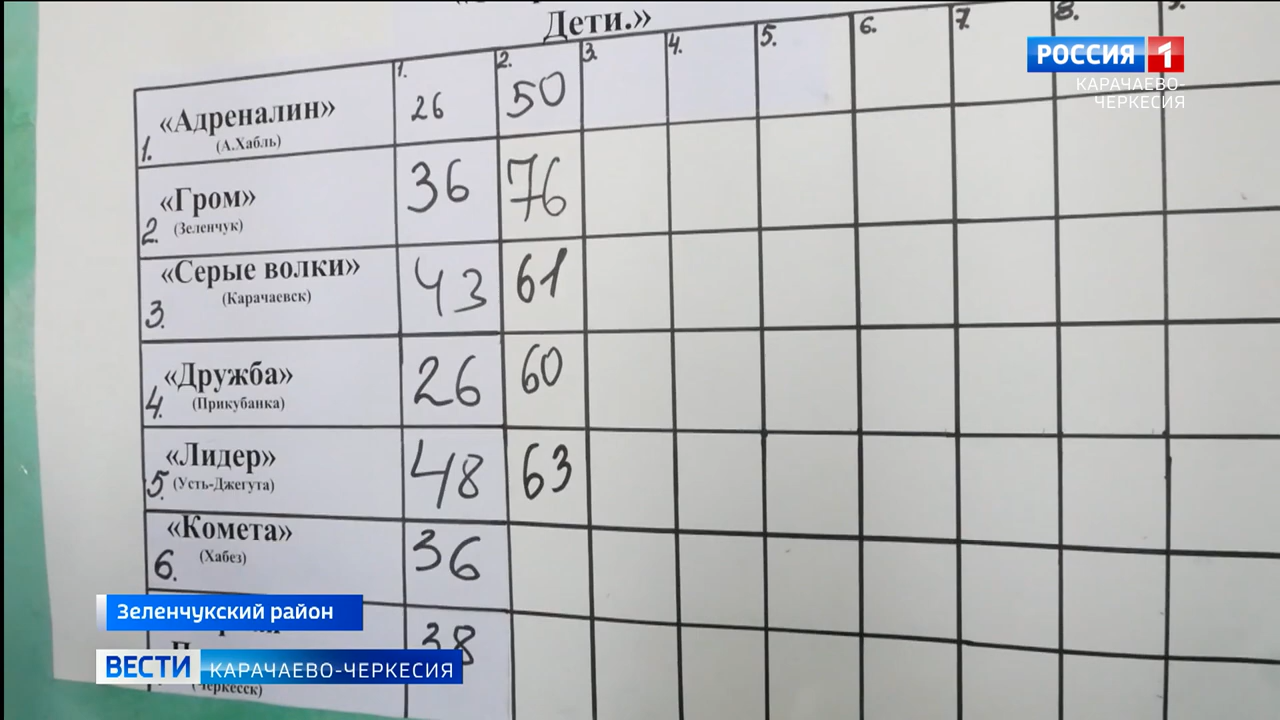 Дети.»
1. 2. 3. 4. 5. 6. 7. 8.
РОССИЯ 1
КАРАЧАЕВО-
ЧЕРКЕСИЯ
1. «Адреналин» 26 50
(А.Хабль)
2. «Гром» 36 76
(Зеленчук)
3. «Серые волки» 43 61
(Карачаевск)
4. «Дружба» 26 60
(Прикубанка)
5. «Лидер» 48 63
(Усть-Джегута)
6. «Комета» 36
(Хабез)
38
(Черкесск)
Зеленчукский район
ВЕСТИ КАРАЧАЕВО-ЧЕРКЕСИЯ